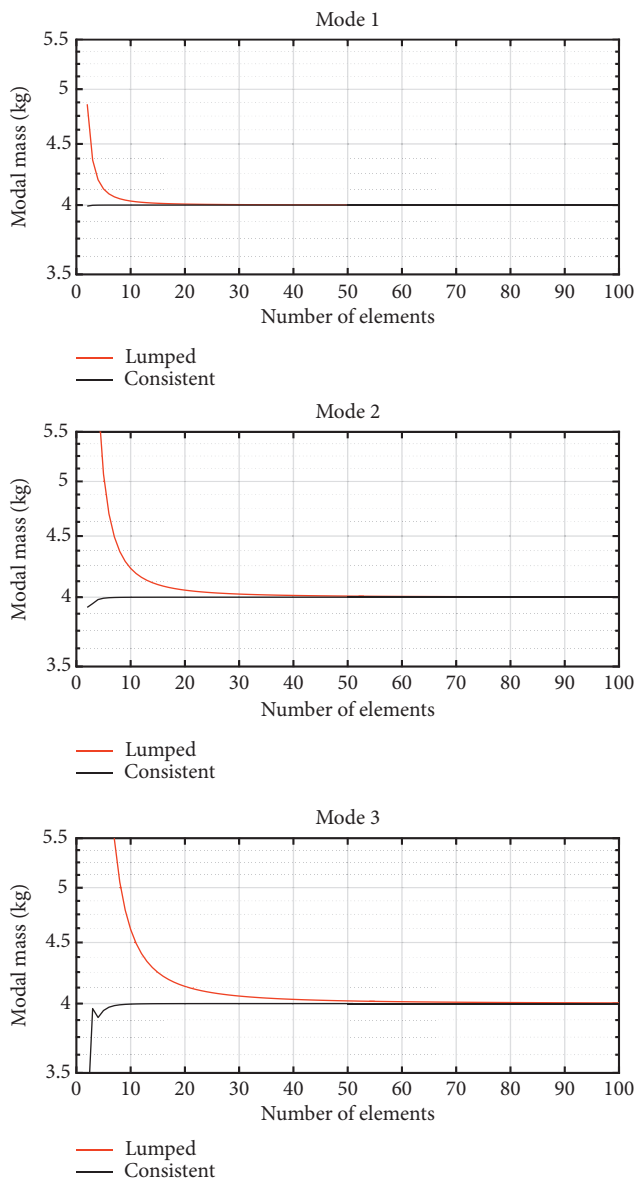 Mode 1
5.5
5
4.5
4
3.5
Modal mass (kg)
0 10 20 30 40 50 60 70 80 90 100
Number of elements
Lumped
Consistent
Mode 2
5.5
5
4.5
4
3.5
Modal mass (kg)
0 10 20 30 40 50 60 70 80 90 100
Number of elements
Lumped
Consistent
Mode 3
5.5
5
4.5
4
3.5
Modal mass (kg)
0 10 20 30 40 50 60 70 80 90 100
Number of elements
Lumped
Consistent